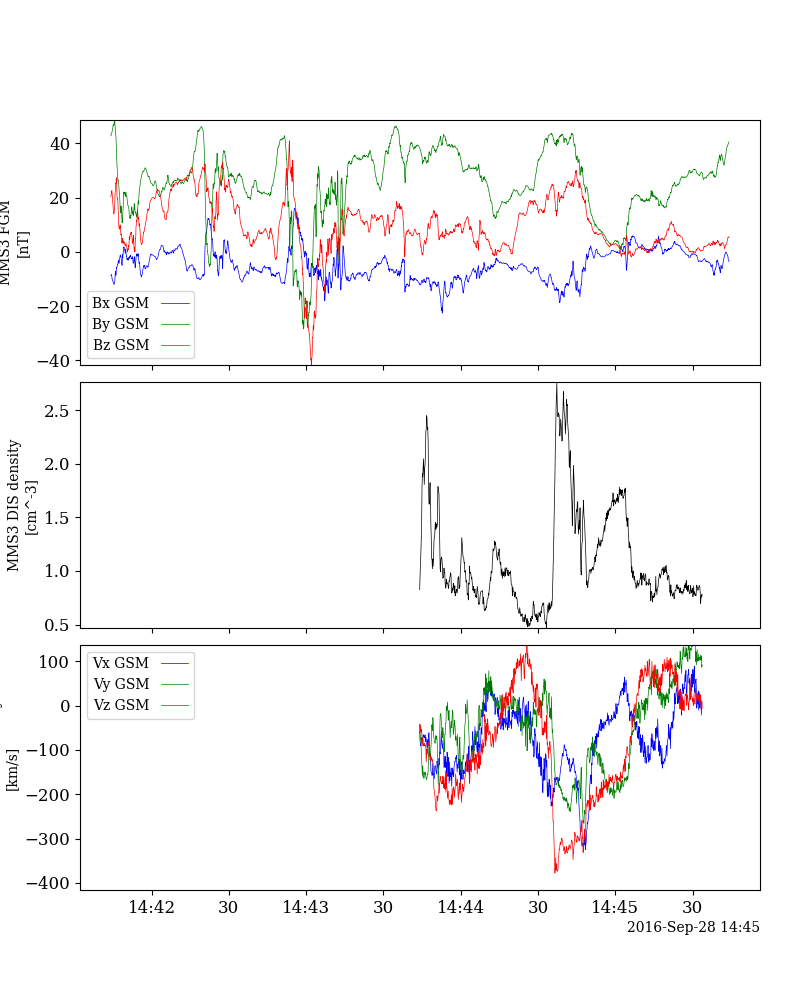 40
20
0
−20
−40
MMS3 FGM
[nT]
Bx GSM
By GSM
Bz GSM
2.5
2.0
1.5
1.0
0.5
MMS3 DIS density
[cm^-3]
100
0
−100
−200
−300
−400
[km/s]
Vx GSM
Vy GSM
Vz GSM
14:42 30 14:43 30 14:44 30 14:45 30
2016-Sep-28 14:45